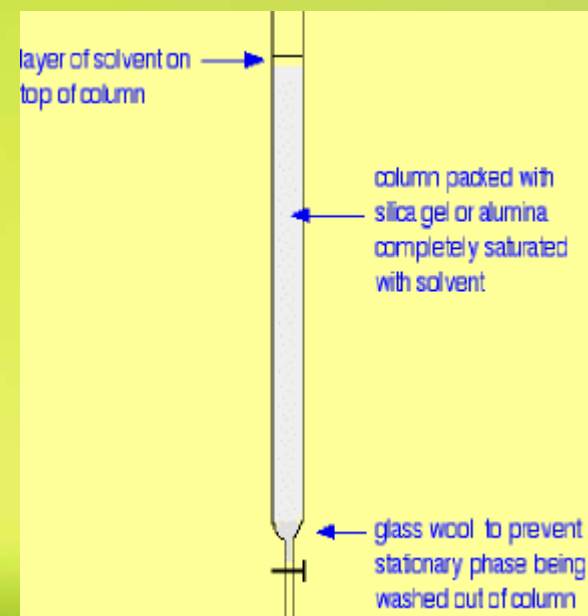 layer of solvent on
top of column
column packed with
silica gel or alumina
completely saturated
with solvent
glass wool to prevent
stationary phase being
washed out of column